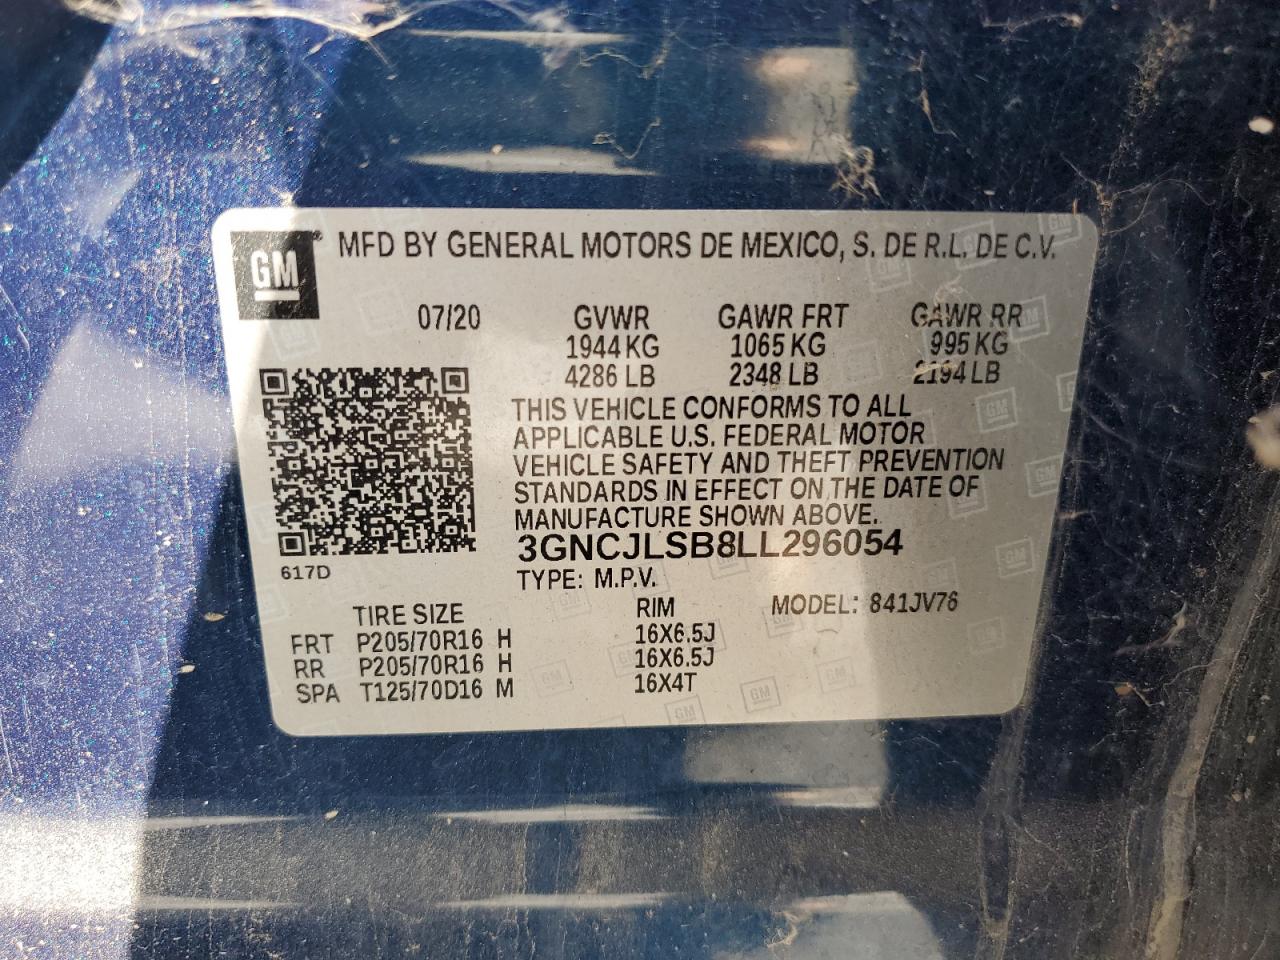 GM® MFD BY GENERAL MOTORS DE MEXICO, S. DE R.L. DE C.V.
07/20 GVWR GAWR FRT GAWR RR
1944 KG 1065 KG 995 KG
4286 LB 2348 LB 2194 LB
THIS VEHICLE CONFORMS TO ALL
APPLICABLE U.S. FEDERAL MOTOR
VEHICLE SAFETY AND THEFT PREVENTION
STANDARDS IN EFFECT ON THE DATE OF
MANUFACTURE SHOWN ABOVE.
3GNCJLSB8LL296054
617D
TYPE: M.P.V.
TIRE SIZE RIM MODEL: 841JV76
FRT P205/70R16 H 16X6.5J
RR P205/70R16 H 16X6.5J
SPA T125/70D16 M 16X4T